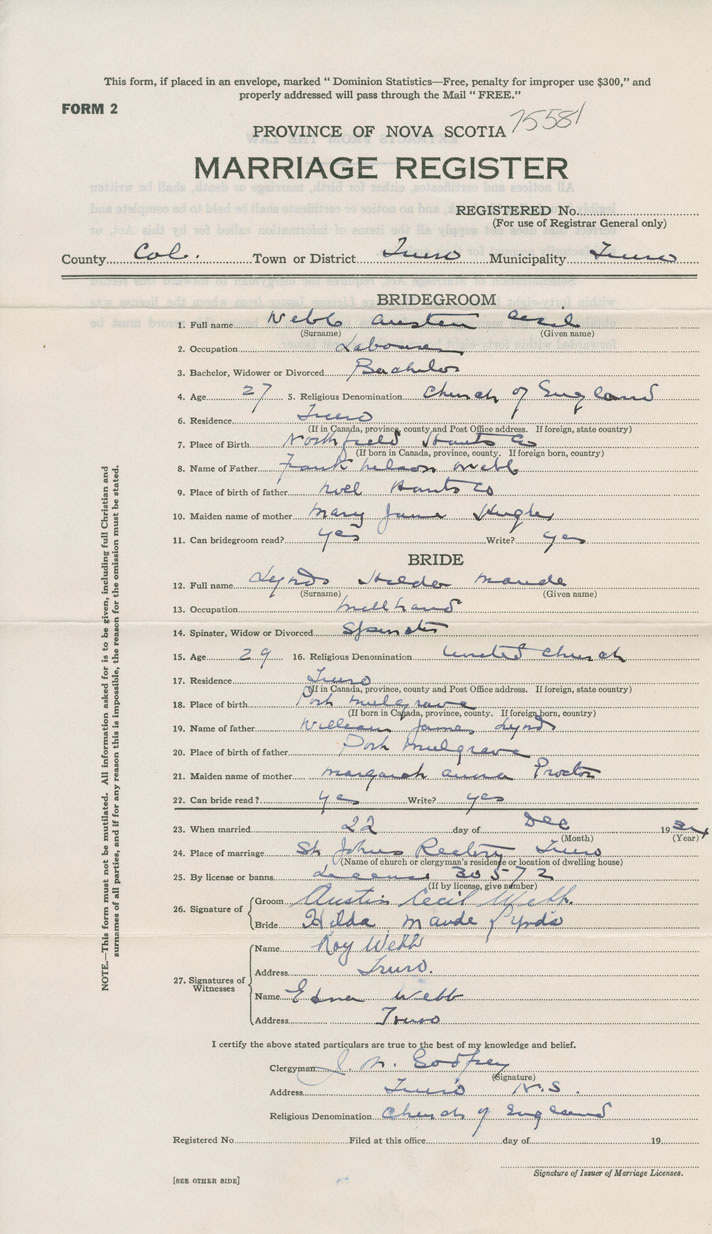 This form, if placed in an envelope, marked " Dominion Statistics—Free, penalty for improper use $300," and
properly addressed will pass through the Mail " FREE."
FORM 2
PROVINCE OF NOVA SCOTIA 75581
MARRIAGE REGISTER
REGISTERED No.
(For use of Registrar General only)
County Col. Town or District Truro Municipality Truro
BRIDEGROOM
1. Full name Webb Austen Cecil
(Surname) (Given name)
2. Occupation Labourer
3. Bachelor, Widower or Divorced Bachelor
4. Age 27 5. Religious Denomination Church of England
6. Residence Truro
(If in Canada, province, county and Post Office address. If foreign, state country)
7. Place of Birth Northfield Hants Co
(If born in Canada, province, county. If foreign born, country)
8. Name of Father Frank Nelson Webb
9. Place of birth of father Noel Hants Co
10. Maiden name of mother Mary Jane Hughes
11. Can bridegroom read? yes Write? yes
BRIDE
12. Full name Lynds Hilda Maude
(Surname) (Given name)
13. Occupation Mill hand
14. Spinster, Widow or Divorced Spinster
15. Age 29 16. Religious Denomination United Church
17. Residence Truro
(If in Canada, province, county and Post Office address. If foreign, state country)
18. Place of birth Port Mulgrave
(If born in Canada, province, county. If foreign born, country)
19. Name of father William James Lynds
20. Place of birth of father Port Mulgrave
21. Maiden name of mother Margaret Anna Proctor
22. Can bride read? yes Write? yes
23. When married 22 day of Dec 1934
(Month) (Year)
24. Place of marriage St Johns Rectory Truro
(Name of church or clergyman's residence or location of dwelling house)
25. By license or banns License 30572
(If by license, give number)
26. Signature of Groom Austin Cecil Webb.
Bride Hilda Maude Lynds
27. Signatures of Witnesses
Name Roy Webb
Address Truro.
Name Edna Webb
Address Truro
I certify the above stated particulars are true to the best of my knowledge and belief.
Clergyman J. M. Godfrey
(Signature)
Address Truro N.S.
Religious Denomination Church of England
Registered No. Filed at this office day of 19
Signature of Issuer of Marriage Licenses.
[SEE OTHER SIDE]
NOTE.—This form must not be mutilated. All information asked for is to be given, including full Christian and
surnames of all parties, and if for any reason this is impossible, the reason for the omission must be stated.